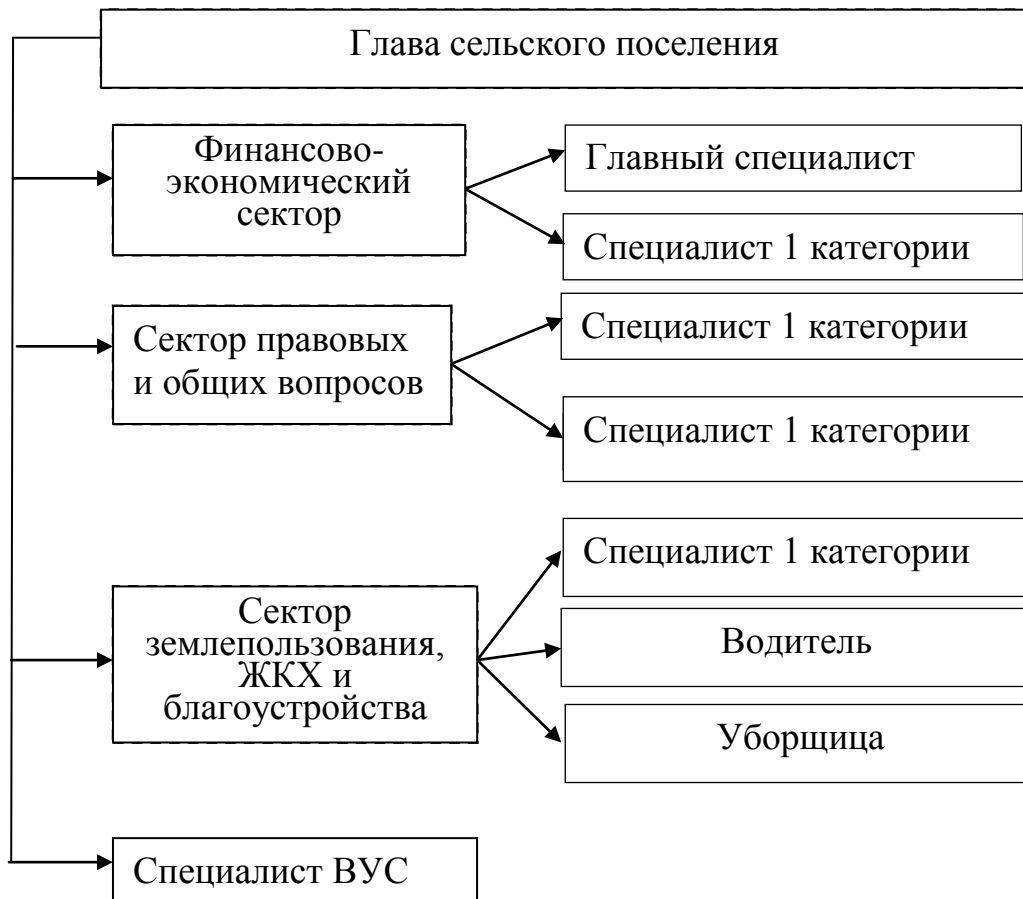 Глава сельского поселения
Финансово-
экономический
сектор
Главный специалист
Специалист 1 категории
Сектор правовых
и общих вопросов
Специалист 1 категории
Специалист 1 категории
Сектор
землепользования,
ЖКХ и
благоустройства
Специалист 1 категории
Водитель
Уборщица
Специалист ВУС